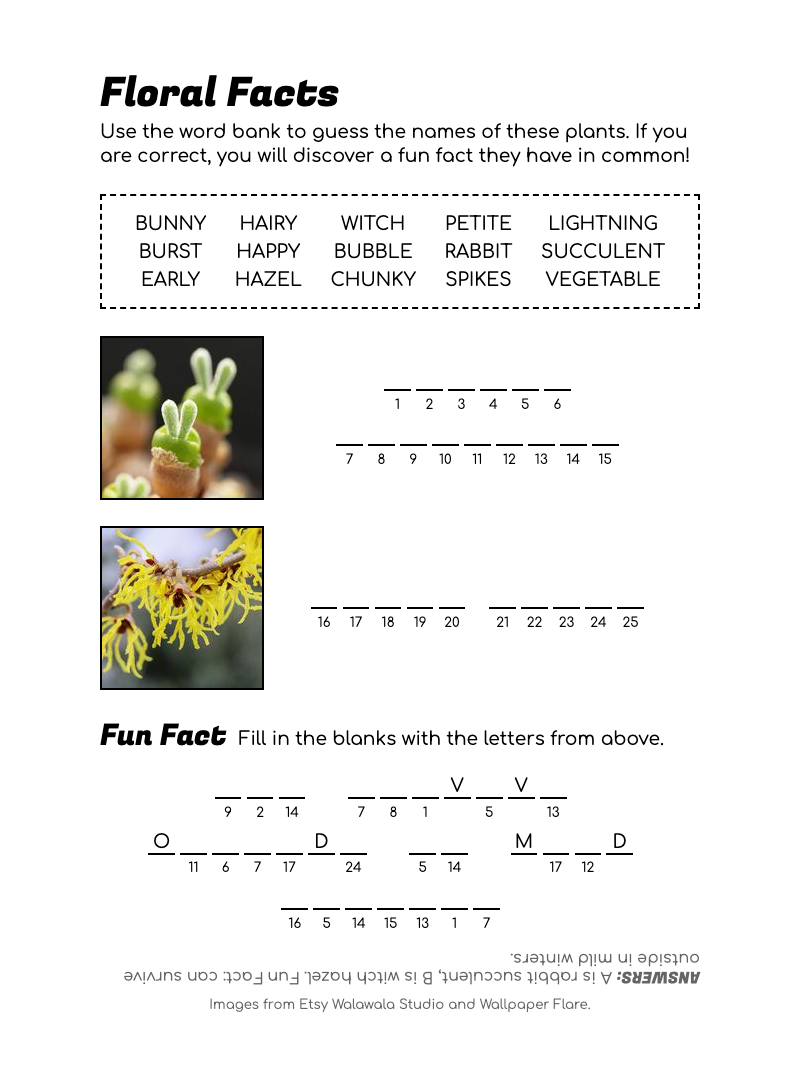 Floral Facts
Use the word bank to guess the names of these plants. If you
are correct, you will discover a fun fact they have in common!
BUNNY HAIRY WITCH PETITE LIGHTNING
BURST HAPPY BUBBLE RABBIT SUCCULENT
EARLY HAZEL CHUNKY SPIKES VEGETABLE
1 2 3 4 5 6
7 8 9 10 11 12 13 14 15
16 17 18 19 20 21 22 23 24 25
Fun Fact Fill in the blanks with the letters from above.
V V
9 2 14 7 8 1 5 13
O D M D
11 6 7 17 24 5 14 17 12
16 5 14 15 13 1 7
ANSWERS: A is rabbit succulent, B is witch hazel. Fun Fact: can survive
outside in mild winters.
Images from Etsy Walawala Studio and Wallpaper Flare.